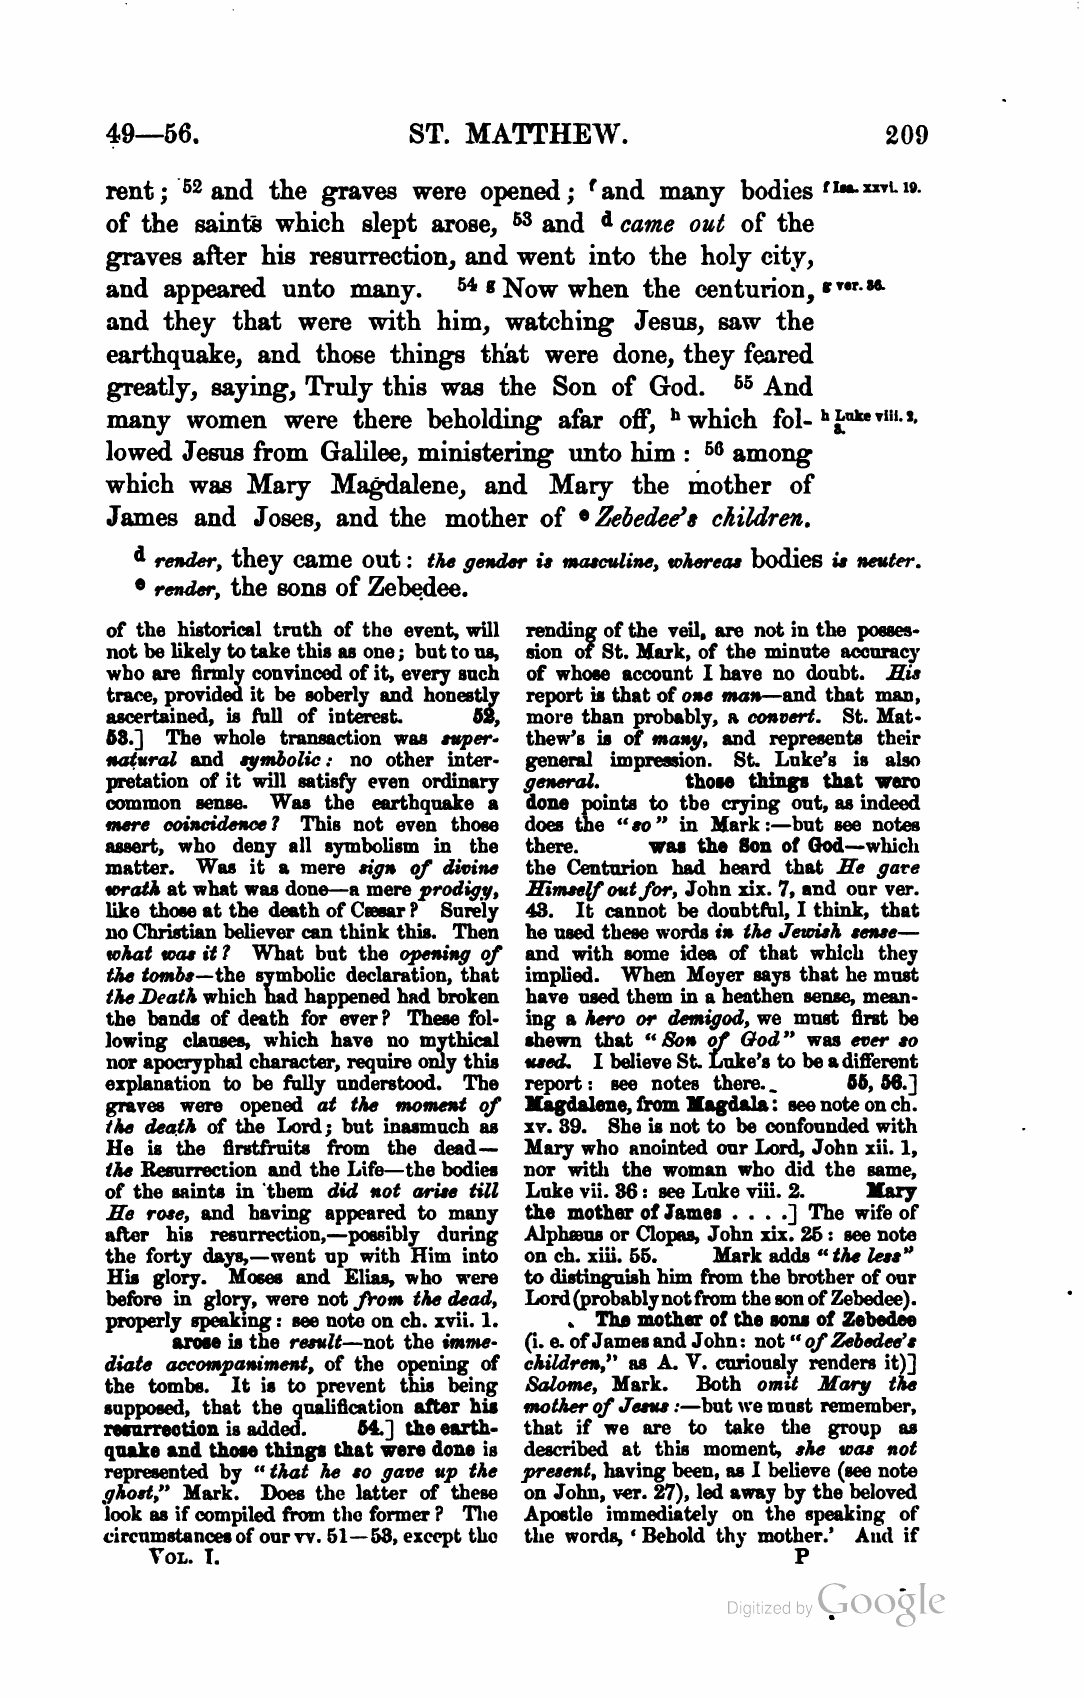 49—56. ST. MATTHEW. 209
rent; 52 and the graves were opened; f and many bodies f Isa. xxvi. 19.
of the saints which slept arose, 53 and d came out of the
graves after his resurrection, and went into the holy city,
and appeared unto many. 54 g Now when the centurion, g ver. 36.
and they that were with him, watching Jesus, saw the
earthquake, and those things that were done, they feared
greatly, saying, Truly this was the Son of God. 55 And
many women were there beholding afar off, h which fol- h Luke viii. 2,
lowed Jesus from Galilee, ministering unto him : 56 among
which was Mary Magdalene, and Mary the mother of
James and Joses, and the mother of e Zebedee's children.
d render, they came out : the gender is masculine, whereas bodies is neuter.
e render, the sons of Zebedee.
of the historical truth of the event, will
not be likely to take this as one; but to us,
who are firmly convinced of it, every such
trace, provided it be soberly and honestly
ascertained, is full of interest. 52,
53.] The whole transaction was super-
natural and symbolic: no other inter-
pretation of it will satisfy even ordinary
common sense. Was the earthquake a
mere coincidence? This not even those
assert, who deny all symbolism in the
matter. Was it a mere sign of divine
wrath at what was done—a mere prodigy,
like those at the death of Cæsar? Surely
no Christian believer can think this. Then
what was it? What but the opening of
the tombs—the symbolic declaration, that
the Death which had happened had broken
the bands of death for ever? These fol-
lowing clauses, which have no mythical
nor apocryphal character, require only this
explanation to be fully understood. The
graves were opened at the moment of
the death of the Lord; but inasmuch as
He is the firstfruits from the dead—
the Resurrection and the Life—the bodies
of the saints in them did not arise till
He rose, and having appeared to many
after his resurrection,—possibly during
the forty days,—went up with Him into
His glory. Moses and Elias, who were
before in glory, were not from the dead,
properly speaking: see note on ch. xvii. 1.
arose is the result—not the imme-
diate accompaniment, of the opening of
the tombs. It is to prevent this being
supposed, that the qualification after his
resurrection is added. 54.] the earth-
quake and those things that were done is
represented by "that he so gave up the
ghost," Mark. Does the latter of these
look as if compiled from the former? The
circumstances of our vv. 51—53, except the
VOL. I.
rending of the veil, are not in the posses-
sion of St. Mark, of the minute accuracy
of whose account I have no doubt. His
report is that of one man—and that man,
more than probably, a convert. St. Mat-
thew's is of many, and represents their
general impression. St. Luke's is also
general. those things that were
done points to the crying out, as indeed
does the "so" in Mark:—but see notes
there. was the Son of God—which
the Centurion had heard that He gave
Himself out for, John xix. 7, and our ver.
43. It cannot be doubtful, I think, that
he used these words in the Jewish sense—
and with some idea of that which they
implied. When Meyer says that he must
have used them in a heathen sense, mean-
ing a hero or demigod, we must first be
shewn that "Son of God" was ever so
used. I believe St. Luke's to be a different
report: see notes there. 55, 56.]
Magdalene, from Magdala: see note on ch.
xv. 39. She is not to be confounded with
Mary who anointed our Lord, John xii. 1,
nor with the woman who did the same,
Luke vii. 36: see Luke viii. 2. Mary
the mother of James . . . .] The wife of
Alphæus or Clopas, John xix. 25: see note
on ch. xiii. 55. Mark adds "the less"
to distinguish him from the brother of our
Lord (probably not from the son of Zebedee).
The mother of the sons of Zebedee
(i. e. of James and John: not "of Zebedee's
children," as A. V. curiously renders it)]
Salome, Mark. Both omit Mary the
mother of Jesus:—but we must remember,
that if we are to take the group as
described at this moment, she was not
present, having been, as I believe (see note
on John, ver. 27), led away by the beloved
Apostle immediately on the speaking of
the words, 'Behold thy mother.' And if
P
Digitized by Google